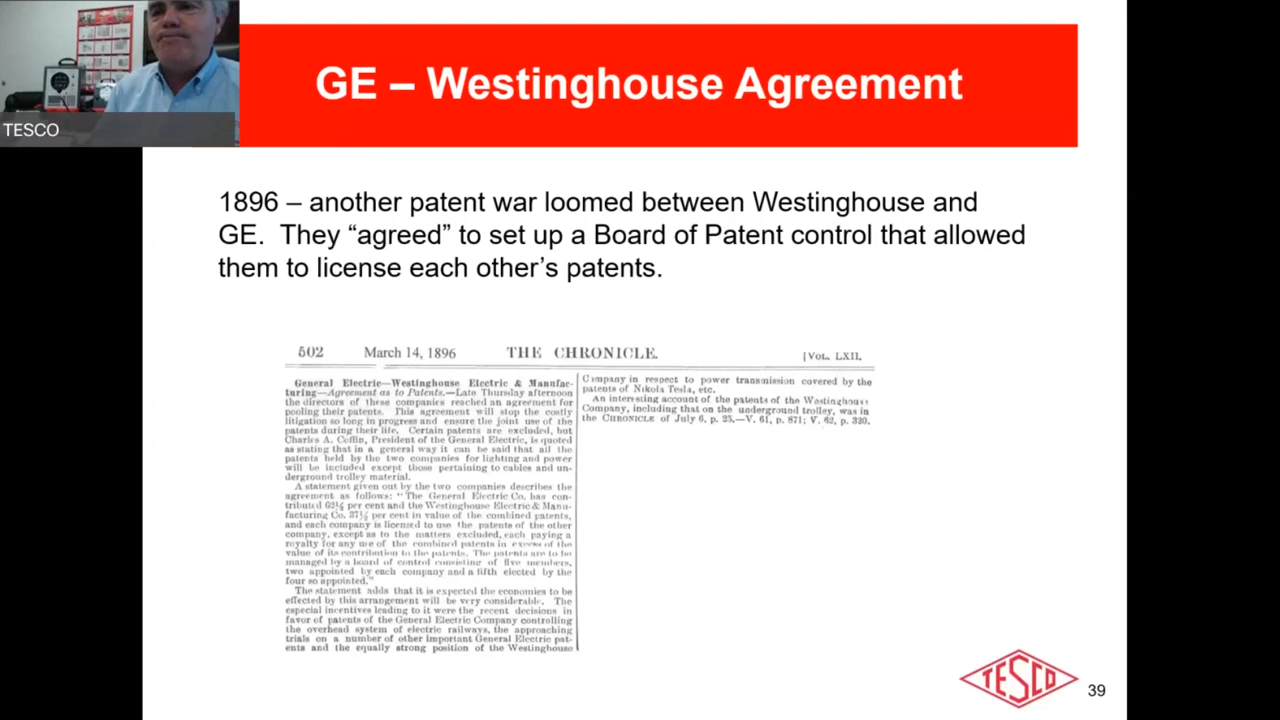 TESCO
GE – Westinghouse Agreement
1896 – another patent war loomed between Westinghouse and
GE. They “agreed” to set up a Board of Patent control that allowed
them to license each other’s patents.
502 March 14, 1896 THE CHRONICLE. [VOL. LXII.
General Electric—Westinghouse Electric & Manufac-
turing—Agreement as to Patents.—Late Thursday afternoon
the directors of these companies reached an agreement for
pooling their patents. This agreement will stop the costly
litigation so long in progress and ensure the joint use of the
patents during their life. Certain patents are excluded, but
Charles A. Coffin, President of the General Electric, is quoted
as stating that in a general way it can be said that all the
patents held by the two companies for lighting and power
will be included except those pertaining to cables and un-
derground trolley material.
A statement given out by the two companies describes the
agreement as follows: "The General Electric Co. has con-
tributed 62½ per cent and the Westinghouse Electric & Manu-
facturing Co. 37½ per cent in value of the combined patents,
and each company is licensed to use the patents of the other
company, except as to the matters excluded, each paying a
royalty for any use of the combined patents in excess of the
value of its contribution to the patents. The patents are to be
managed by a board of control consisting of five members,
two appointed by each company and a fifth elected by the
four so appointed."
The statement adds that it is expected the economies to be
effected by this arrangement will be very considerable. The
especial incentives leading to it were the recent decisions in
favor of patents of the General Electric Company controlling
the overhead system of electric railways, the approaching
trials on a number of other important General Electric pat-
ents and the equally strong position of the Westinghouse
Company in respect to power transmission covered by the
patents of Nikola Tesla, etc.
An interesting account of the patents of the Westinghouse
Company, including that on the underground trolley, was in
the CHRONICLE of July 6, p. 25.—V. 61, p. 871; V. 62, p. 320.
TESCO
39